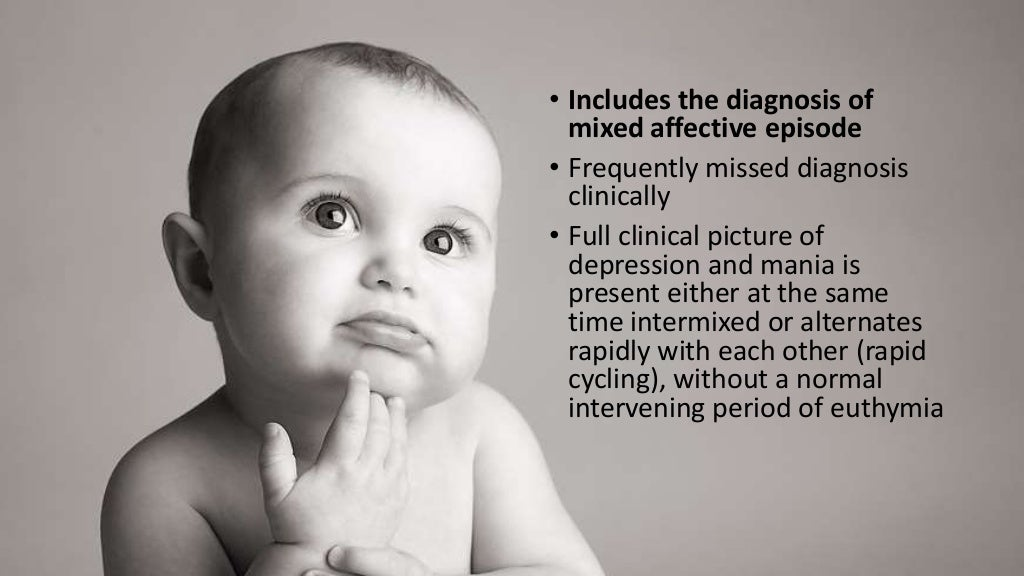 • Includes the diagnosis of
mixed affective episode
• Frequently missed diagnosis
clinically
• Full clinical picture of
depression and mania is
present either at the same
time intermixed or alternates
rapidly with each other (rapid
cycling), without a normal
intervening period of euthymia